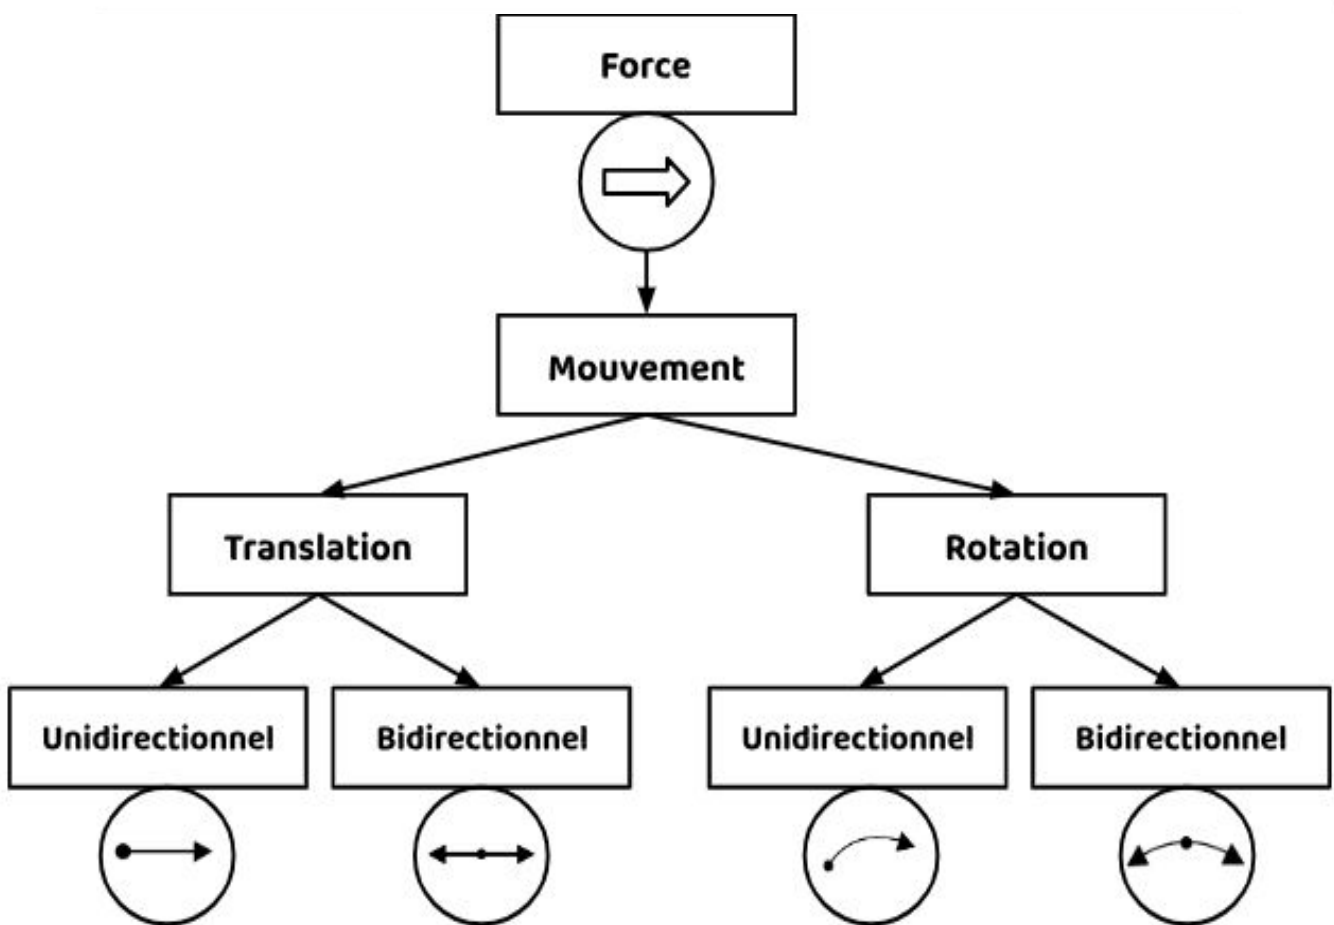 Force
Mouvement
Translation
Rotation
Unidirectionnel
Bidirectionnel
Unidirectionnel
Bidirectionnel